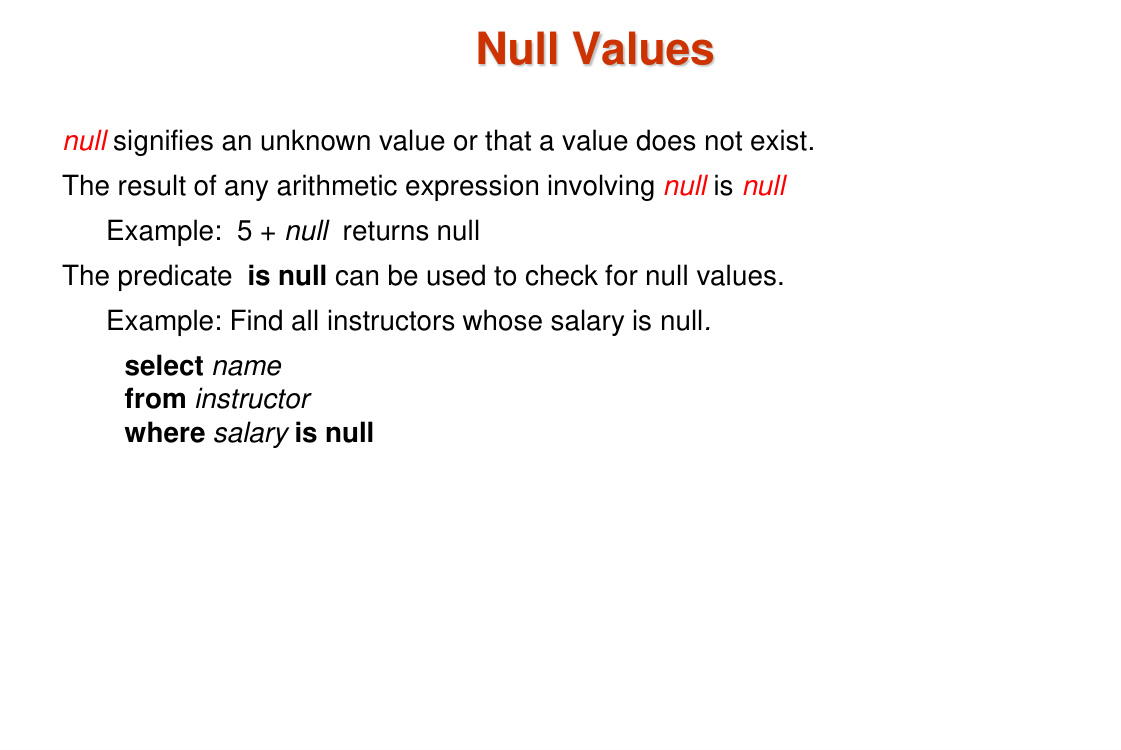 Null Values
null signifies an unknown value or that a value does not exist.
The result of any arithmetic expression involving null is null
Example: 5 + null returns null
The predicate is null can be used to check for null values.
Example: Find all instructors whose salary is null.
select name
from instructor
where salary is null